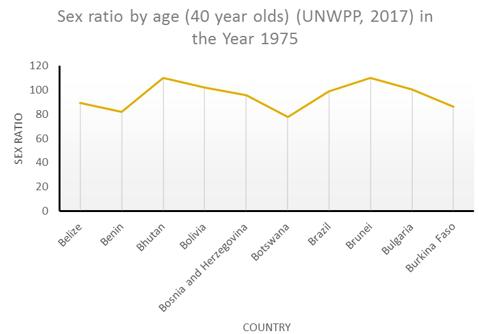 Sex ratio by age (40 year olds) (UNWPP, 2017) in
the Year 1975
120
100
80
60
40
20
0
SEX RATIO
Belize
Benin
Bhutan
Bolivia
Bosnia and Herzegovina
Botswana
Brazil
Brunei
Bulgaria
Burkina Faso
COUNTRY